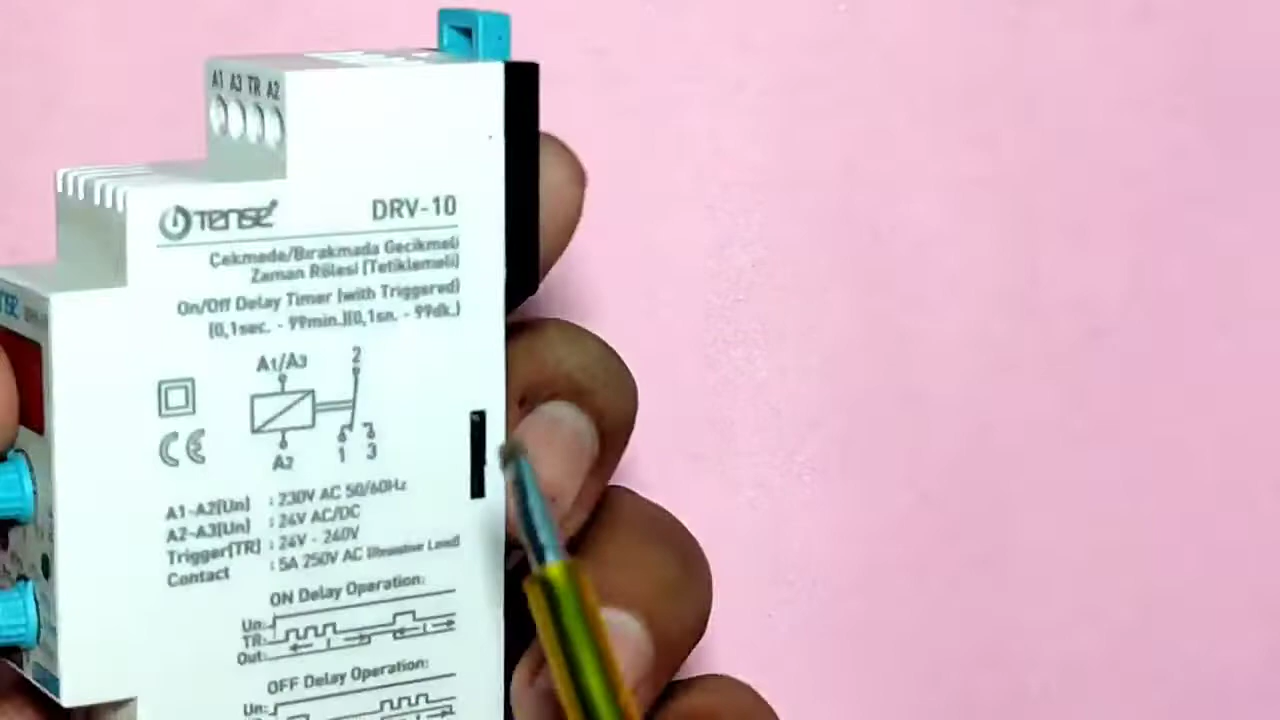 A1 A3 TR A2
TENSE
DRV-10
Çekmede/Bırakmada Gecikmeli
Zaman Rölesi (Tetiklemeli)
On/Off Delay Timer (with Triggered)
(0,1sec. - 99min.)(0,1sn. - 99dk.)
A1/A3
2
CE
A2
1
3
A1-A2(Un) : 230V AC 50/60Hz
A2-A3(Un) : 24V AC/DC
Trigger(TR) : 24V - 240V
Contact : 5A 250V AC (Resistive Load)
ON Delay Operation:
Un:
TR:
Out:
t
t
OFF Delay Operation:
Un: